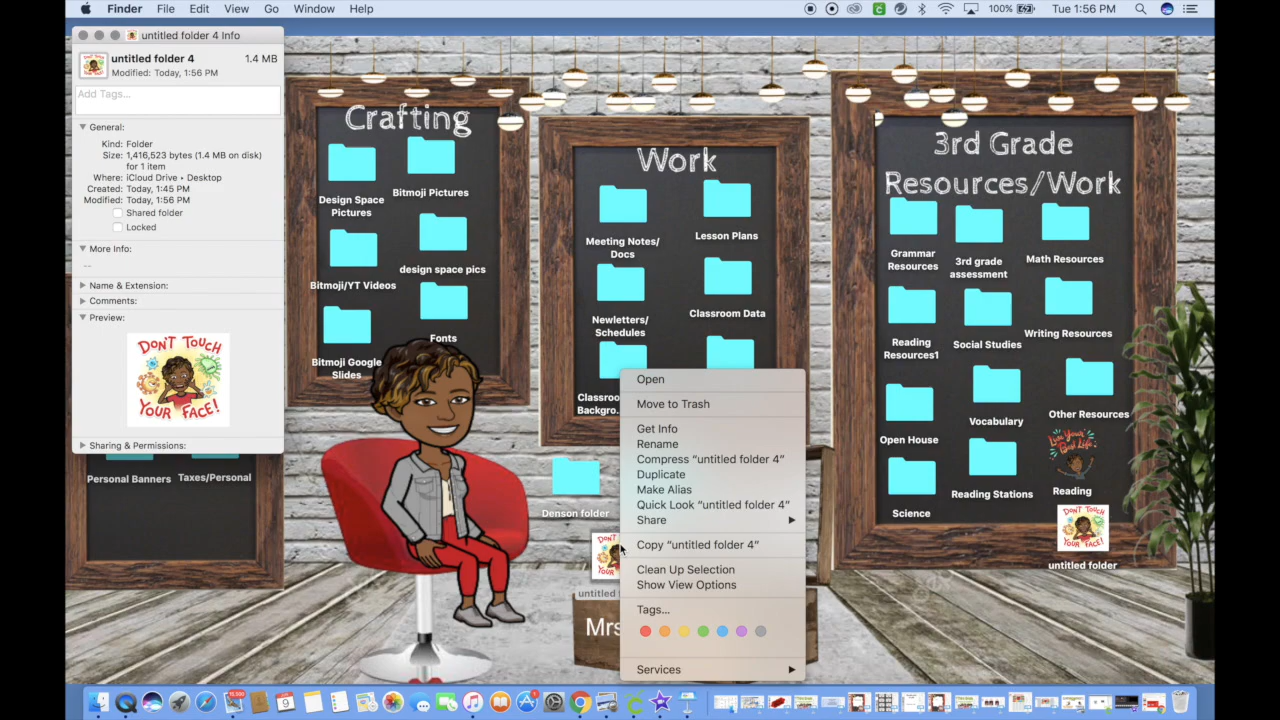 Finder File Edit View Go Window Help
100% Tue 1:56 PM
untitled folder 4 Info
untitled folder 4 1.4 MB
Modified: Today, 1:56 PM
Add Tags...
General:
Kind: Folder
Size: 1,416,523 bytes (1.4 MB on disk)
for 1 item
Where: iCloud Drive ▸ Desktop
Created: Today, 1:45 PM
Modified: Today, 1:56 PM
Shared folder
Locked
More Info:
--
Name & Extension:
Comments:
Preview:
DON'T TOUCH
YOUR FACE!
Sharing & Permissions:
Personal Banners Taxes/Personal
Crafting
Design Space
Pictures
Bitmoji Pictures
Bitmoji/YT Videos
design space pics
Bitmoji Google
Slides
Fonts
Work
Meeting Notes/
Docs
Lesson Plans
Newletters/
Schedules
Classroom Data
Backgro...
Denson folder
Mrs
Open
Move to Trash
Get Info
Rename
Compress “untitled folder 4”
Duplicate
Make Alias
Quick Look “untitled folder 4”
Share
Copy “untitled folder 4”
Clean Up Selection
Show View Options
Tags...
Services
3rd Grade
Resources/Work
Grammar
Resources
3rd grade
assessment
Math Resources
Reading
Resources1
Social Studies
Writing Resources
Open House
Vocabulary
Other Resources
Science
Reading Stations
Live Your
Best Life
Reading
DON'T TOUCH
YOUR FACE!
untitled folder